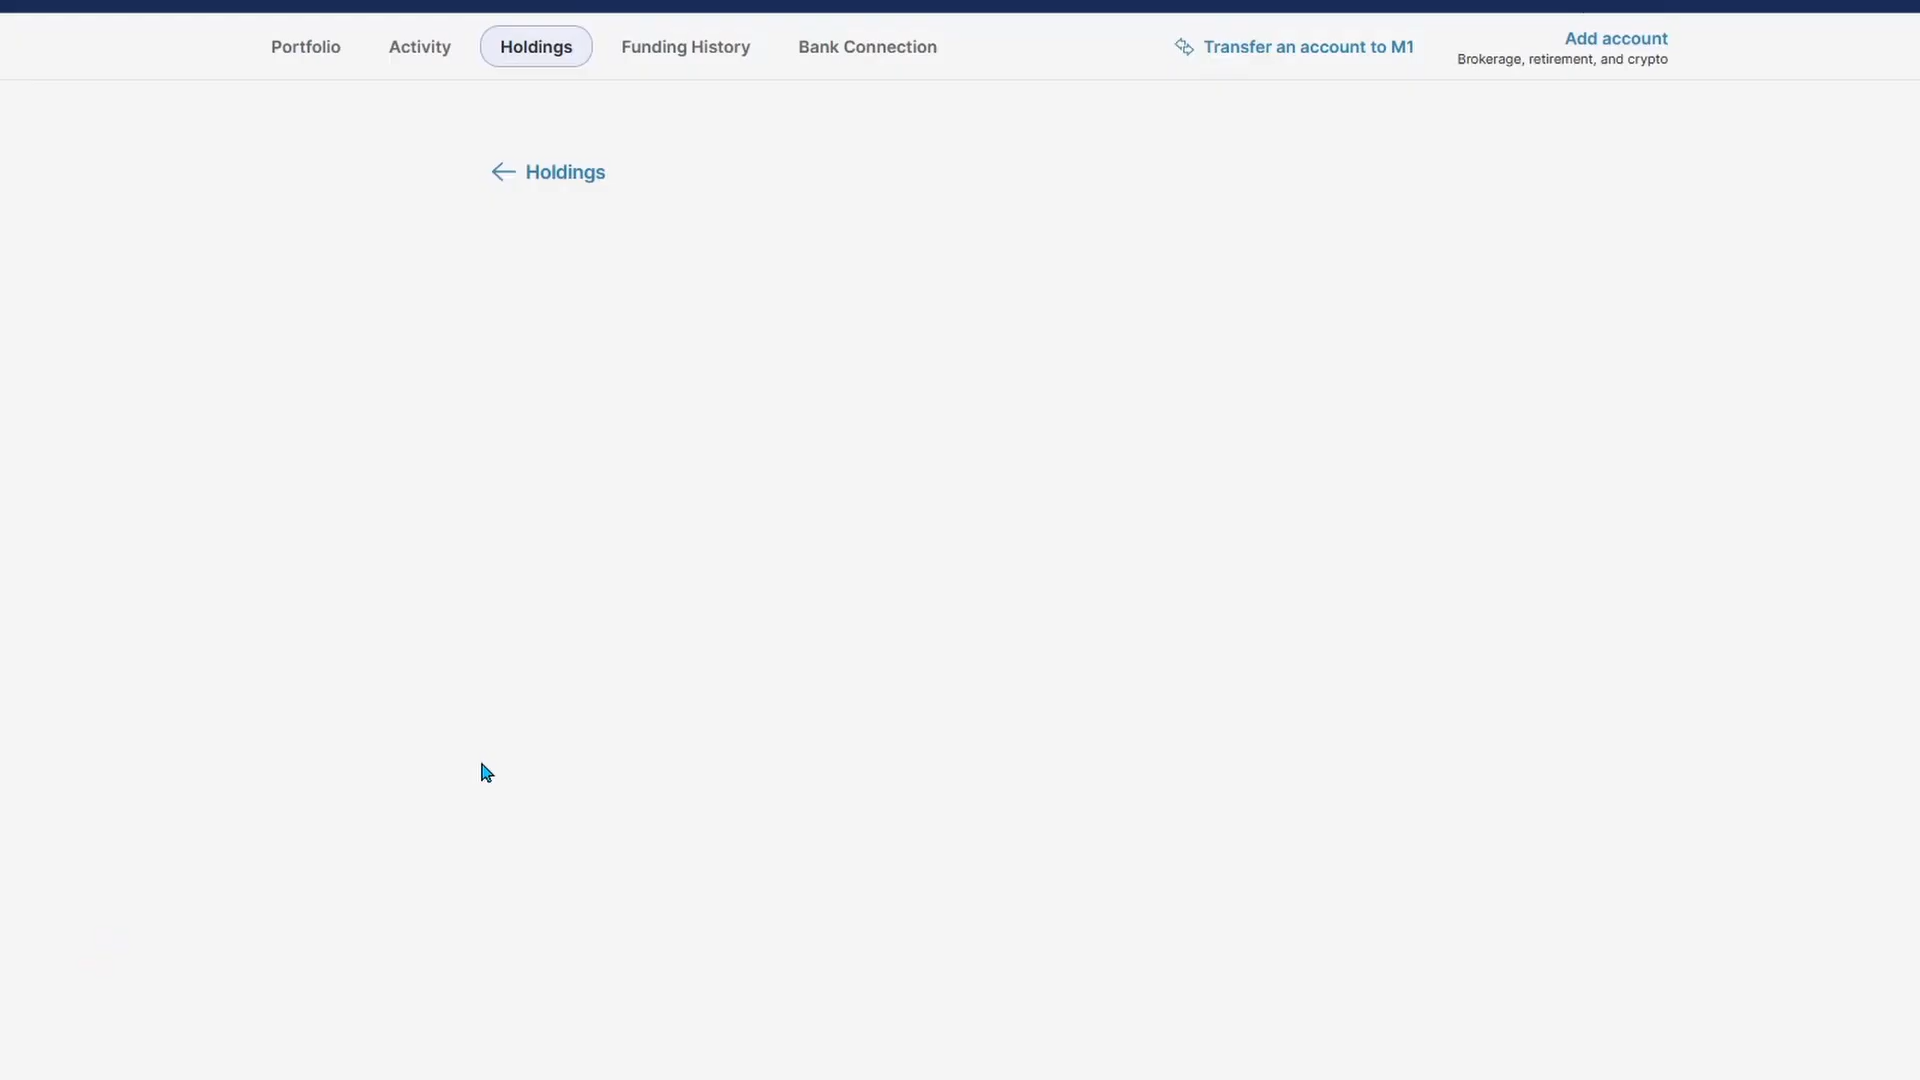 Portfolio Activity Holdings Funding History Bank Connection Transfer an account to M1 Add account
Brokerage, retirement, and crypto
Holdings